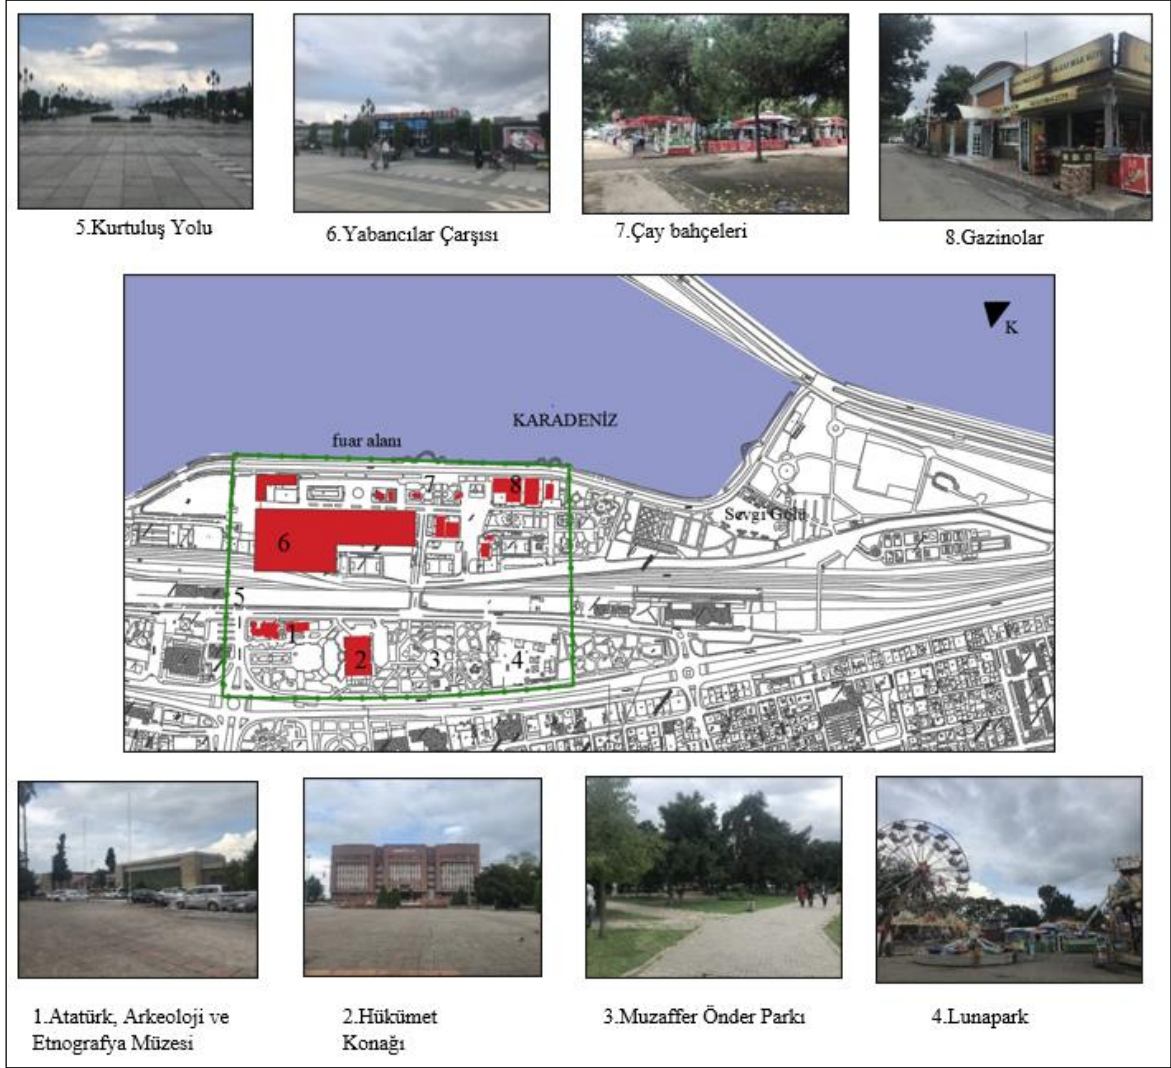 5.Kurtuluş Yolu
6.Yabancılar Çarşısı
7.Çay bahçeleri
8.Gazinolar
K
KARADENİZ
fuar alanı
7
8
Sevgi Gölü
6
5
1
2
3
4
1.Atatürk, Arkeoloji ve
Etnografya Müzesi
2.Hükümet
Konağı
3.Muzaffer Önder Parkı
4.Lunapark